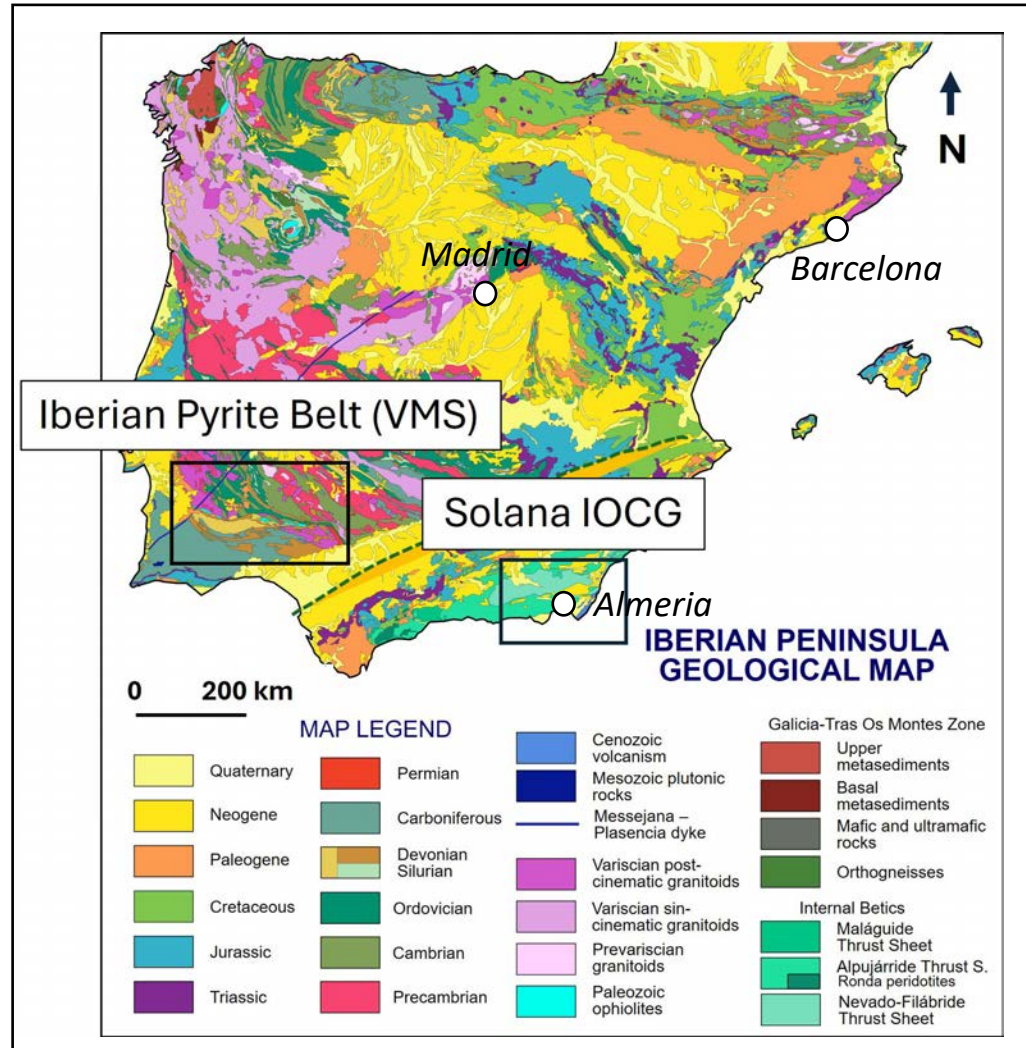 N
Madrid
Barcelona
Iberian Pyrite Belt (VMS)
Solana IOCG
Almeria
IBERIAN PENINSULA
GEOLOGICAL MAP
0 200 km
MAP LEGEND
Quaternary
Neogene
Paleogene
Cretaceous
Jurassic
Triassic
Permian
Carboniferous
Devonian
Silurian
Ordovician
Cambrian
Precambrian
Cenozoic
volcanism
Mesozoic plutonic
rocks
Messejana –
Plasencia dyke
Variscian post-
cinematic granitoids
Variscian sin-
cinematic granitoids
Prevariscian
granitoids
Paleozoic
ophiolites
Galicia-Tras Os Montes Zone
Upper
metasediments
Basal
metasediments
Mafic and ultramafic
rocks
Orthogneisses
Internal Betics
Maláguide
Thrust Sheet
Alpujárride Thrust S.
Ronda peridotites
Nevado-Filábride
Thrust Sheet